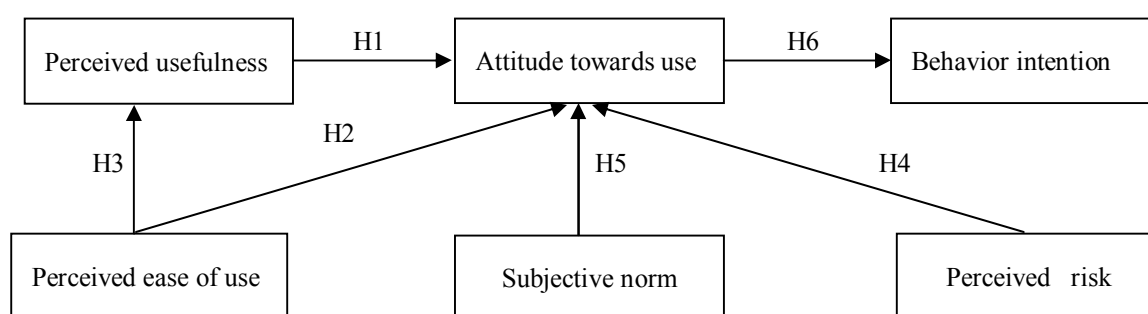 H1
H6
Perceived usefulness
Attitude towards use
Behavior intention
H2
H3
H5
H4
Perceived ease of use
Subjective norm
Perceived risk